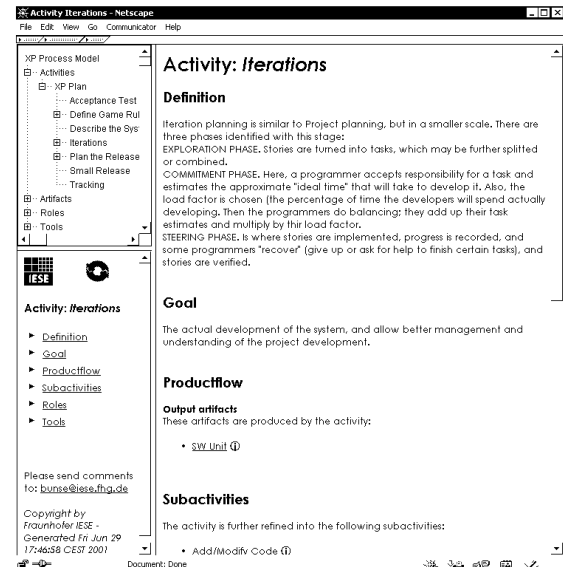 Activity Iterations - Netscape
File Edit View Go Communicator Help
XP Process Model
Activities
XP Plan
Acceptance Test
Define Game Rul
Describe the Sys
Iterations
Plan the Release
Small Release
Tracking
Artifacts
Roles
Tools
IESE
Activity: Iterations
Definition
Goal
Productflow
Subactivities
Roles
Tools
Please send comments
to: bunse@iese.fhg.de
Copyright by
Fraunhofer IESE -
Generated Fri Jun 29
17:46:58 CEST 2001
Activity: Iterations
Definition
Iteration planning is similar to Project planning, but in a smaller scale. There are
three phases identified with this stage:
EXPLORATION PHASE. Stories are turned into tasks, which may be further splitted
or combined.
COMMITMENT PHASE. Here, a programmer accepts responsibility for a task and
estimates the approximate "ideal time" that will take to develop it. Also, the
load factor is chosen (the percentage of time the developers will spend actually
developing. Then the programmers do balancing; they add up their task
estimates and multiply by thir load factor.
STEERING PHASE. Is where stories are implemented, progress is recorded, and
some programmers "recover" (give up or ask for help to finish certain tasks), and
stories are verified.
Goal
The actual development of the system, and allow better management and
understanding of the project development.
Productflow
Output artifacts
These artifacts are produced by the activity:
• SW Unit
Subactivities
The activity is further refined into the following subactivities:
• Add/Modify Code
Document: Done